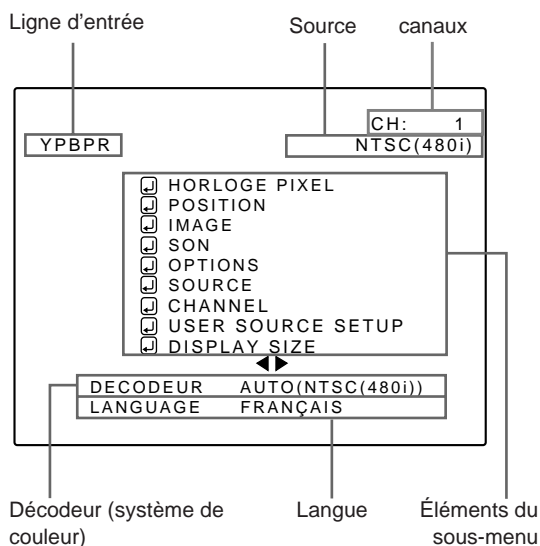 Ligne d'entrée
Source
canaux
CH: 1
YPBPR
NTSC(480i)
HORLOGE PIXEL
POSITION
IMAGE
SON
OPTIONS
SOURCE
CHANNEL
USER SOURCE SETUP
DISPLAY SIZE
DECODEUR AUTO(NTSC(480i))
LANGUAGE FRANÇAIS
Décodeur (système de
couleur)
Langue
Éléments du
sous-menu